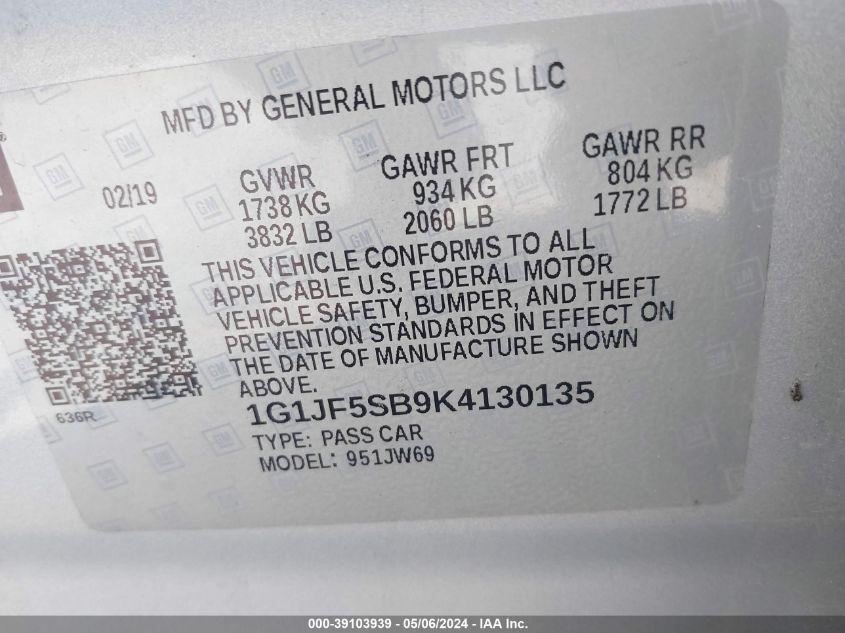 MFD BY GENERAL MOTORS LLC
02/19
GVWR
1738 KG
3832 LB
GAWR FRT
934 KG
2060 LB
GAWR RR
804 KG
1772 LB
THIS VEHICLE CONFORMS TO ALL
APPLICABLE U.S. FEDERAL MOTOR
VEHICLE SAFETY, BUMPER, AND THEFT
PREVENTION STANDARDS IN EFFECT ON
THE DATE OF MANUFACTURE SHOWN
ABOVE.
636R
1G1JF5SB9K4130135
TYPE: PASS CAR
MODEL: 951JW69
000-39103939 - 05/06/2024 - IAA Inc.